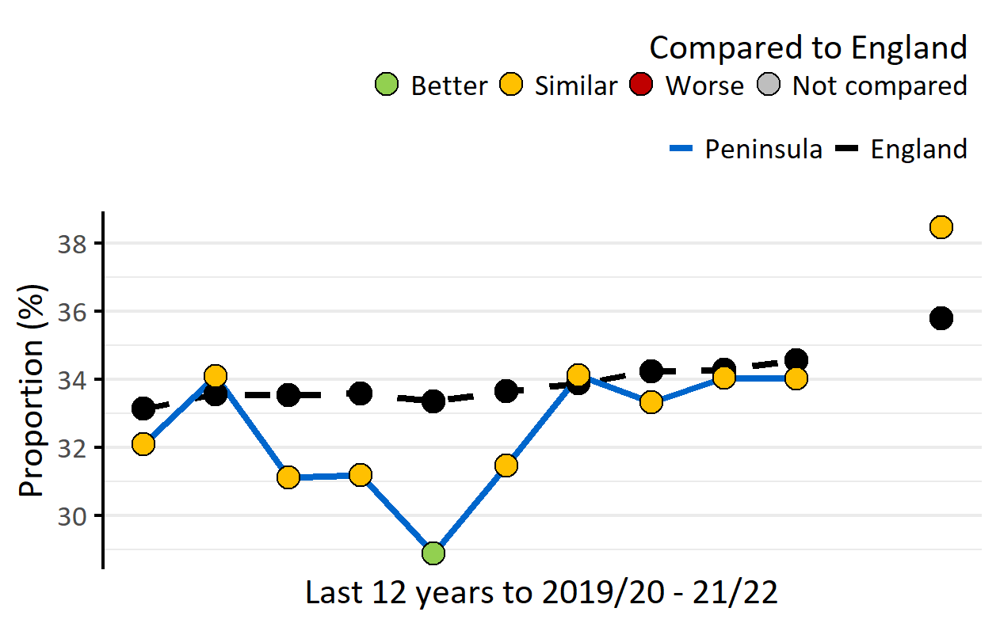 Compared to England
Better Similar Worse Not compared
Peninsula England
38
36
34
32
30
Proportion (%)
Last 12 years to 2019/20 - 21/22